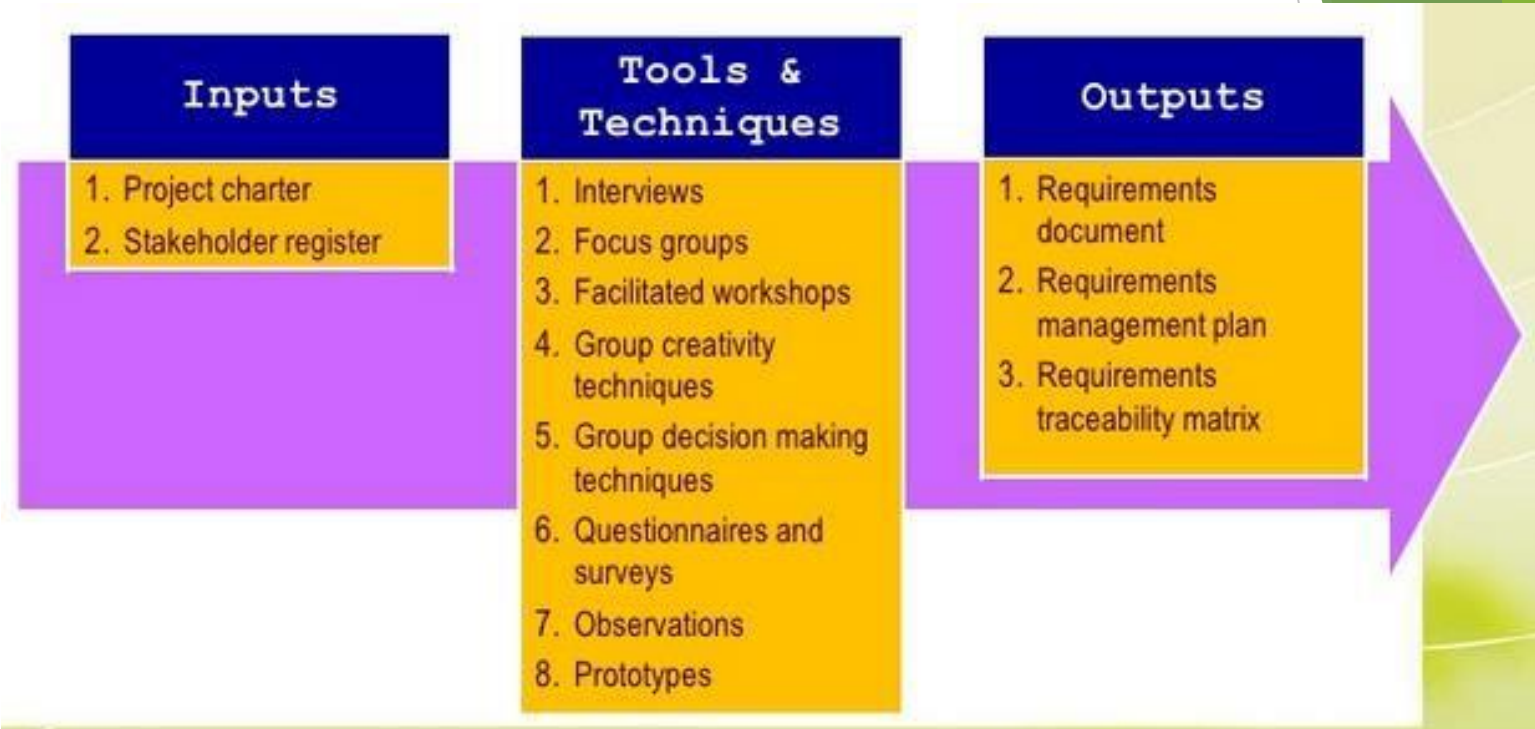 Inputs
1. Project charter
2. Stakeholder register
Tools &
Techniques
1. Interviews
2. Focus groups
3. Facilitated workshops
4. Group creativity
techniques
5. Group decision making
techniques
6. Questionnaires and
surveys
7. Observations
8. Prototypes
Outputs
1. Requirements
document
2. Requirements
management plan
3. Requirements
traceability matrix